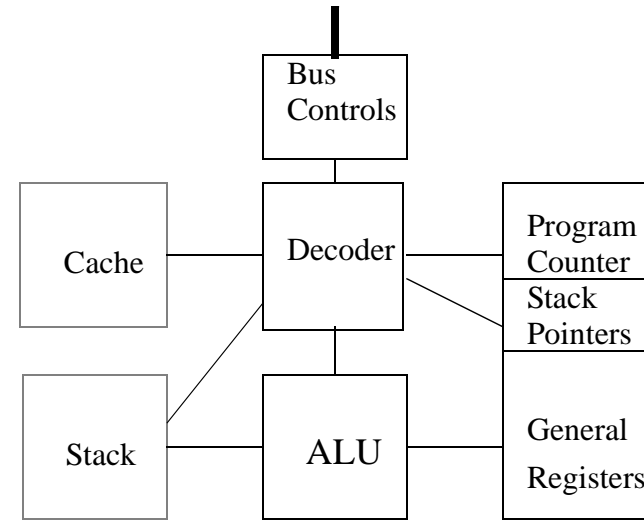 Bus
Controls
Cache
Decoder
Program
Counter
Stack
Pointers
Stack
ALU
General
Registers